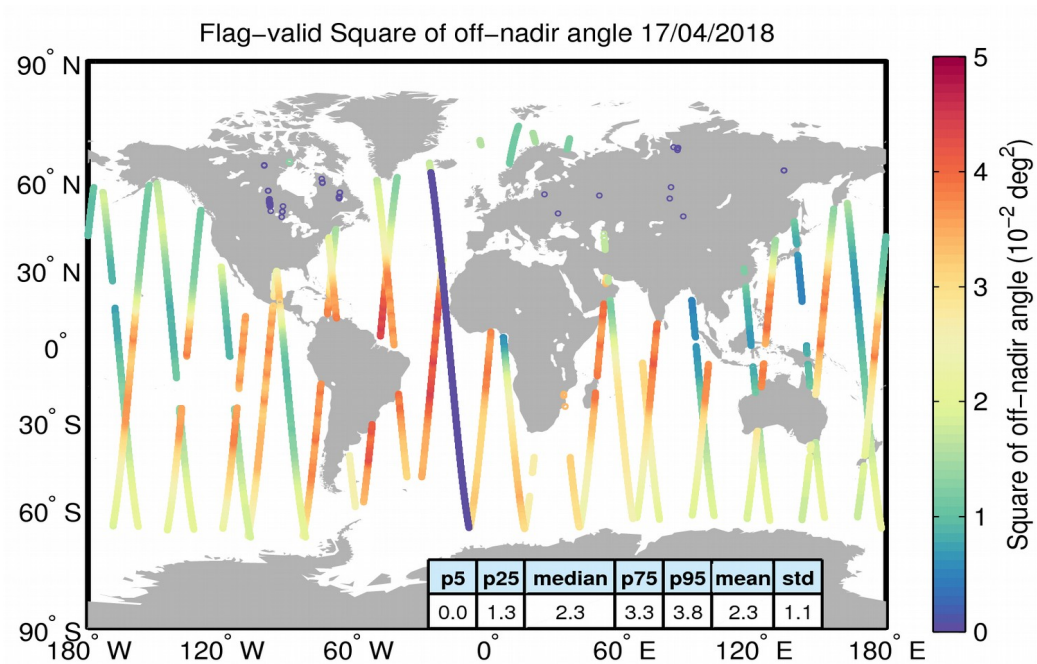 Flag−valid Square of off−nadir angle 17/04/2018
90° N
60° N
30° N
0°
30° S
60° S
90° S
180° W
120° W
60° W
0°
60° E
120° E
180° E
p5 p25 median p75 p95 mean std
0.0 1.3 2.3 3.3 3.8 2.3 1.1
5
4
3
2
1
0
Square of off−nadir angle (10⁻² deg²)